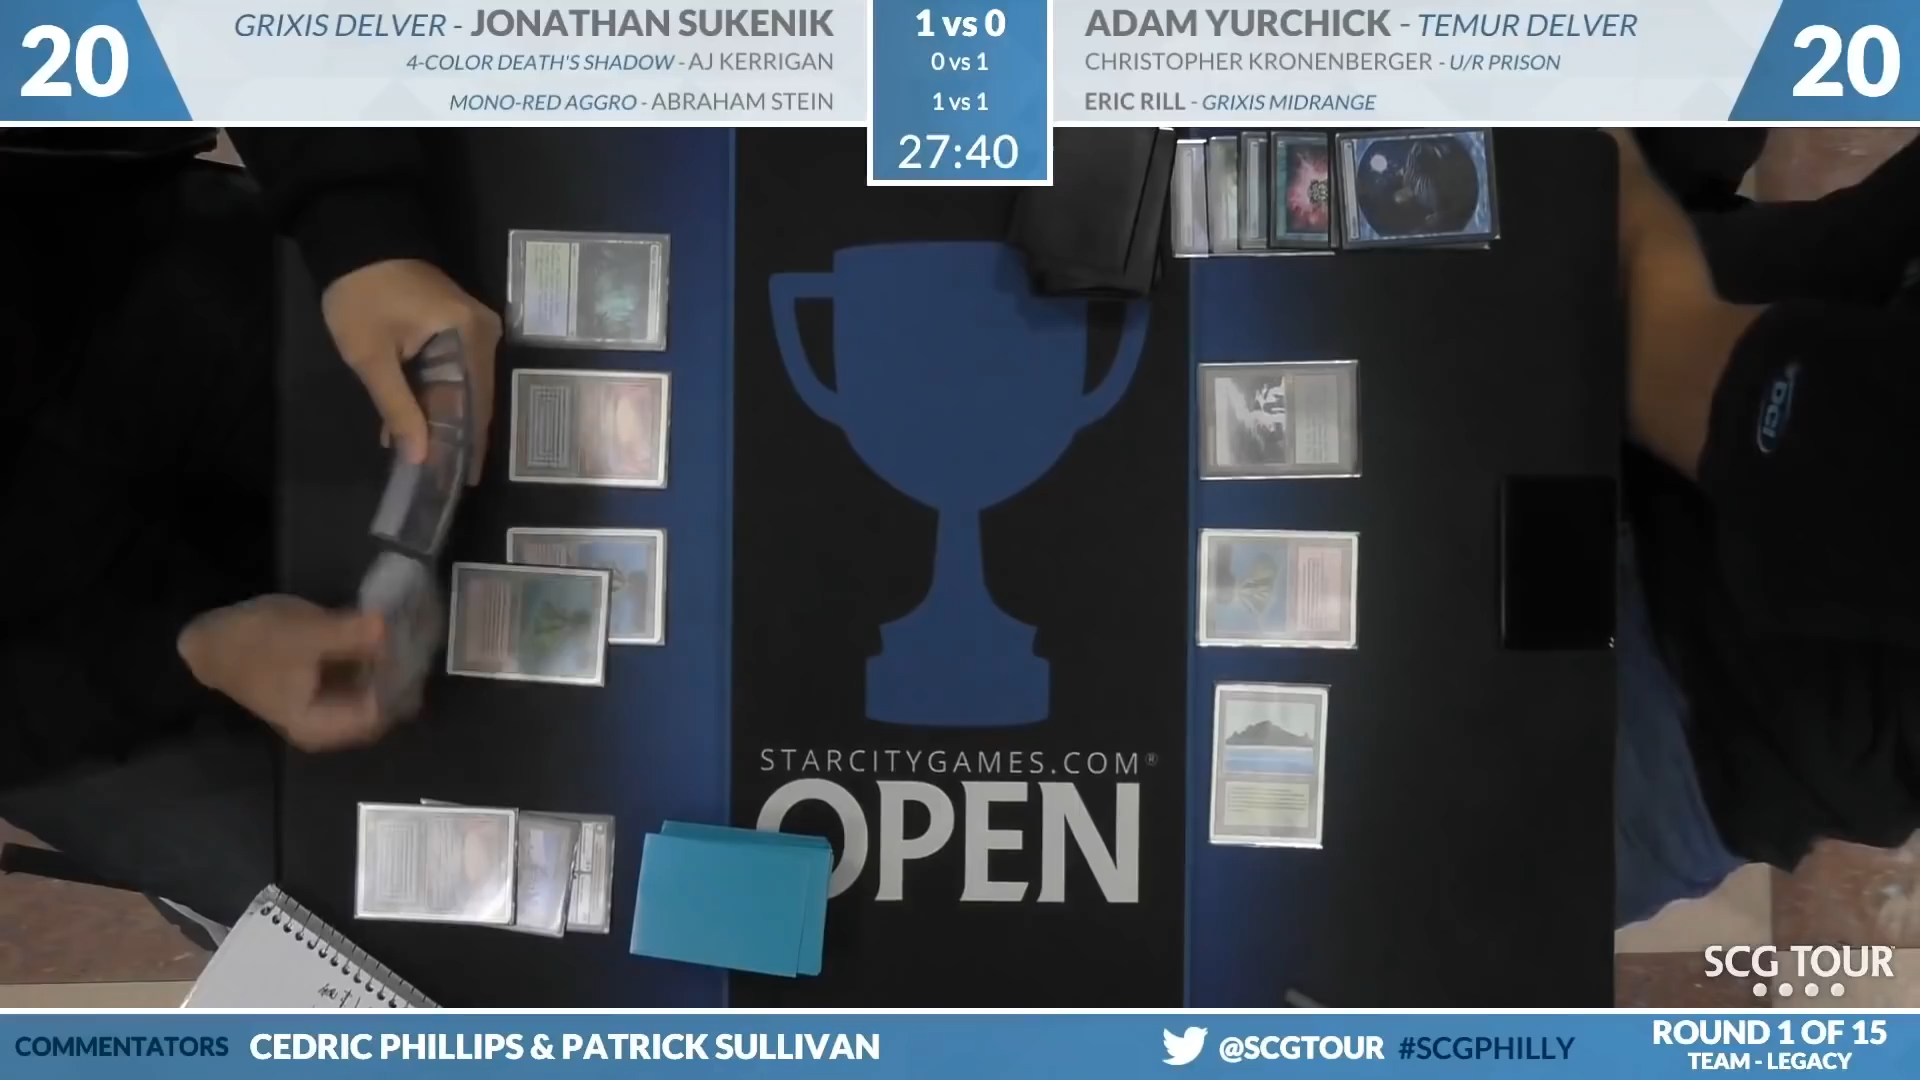 20
GRIXIS DELVER - JONATHAN SUKENIK
4-COLOR DEATH'S SHADOW - AJ KERRIGAN
MONO-RED AGGRO - ABRAHAM STEIN
1 vs 0
0 vs 1
1 vs 1
27:40
ADAM YURCHICK - TEMUR DELVER
CHRISTOPHER KRONENBERGER - U/R PRISON
ERIC RILL - GRIXIS MIDRANGE
20
DCI
STARCITYGAMES.COM®
OPEN
SCG TOUR
COMMENTATORS CEDRIC PHILLIPS & PATRICK SULLIVAN
@SCGTOUR #SCGPHILLY
ROUND 1 OF 15
TEAM - LEGACY